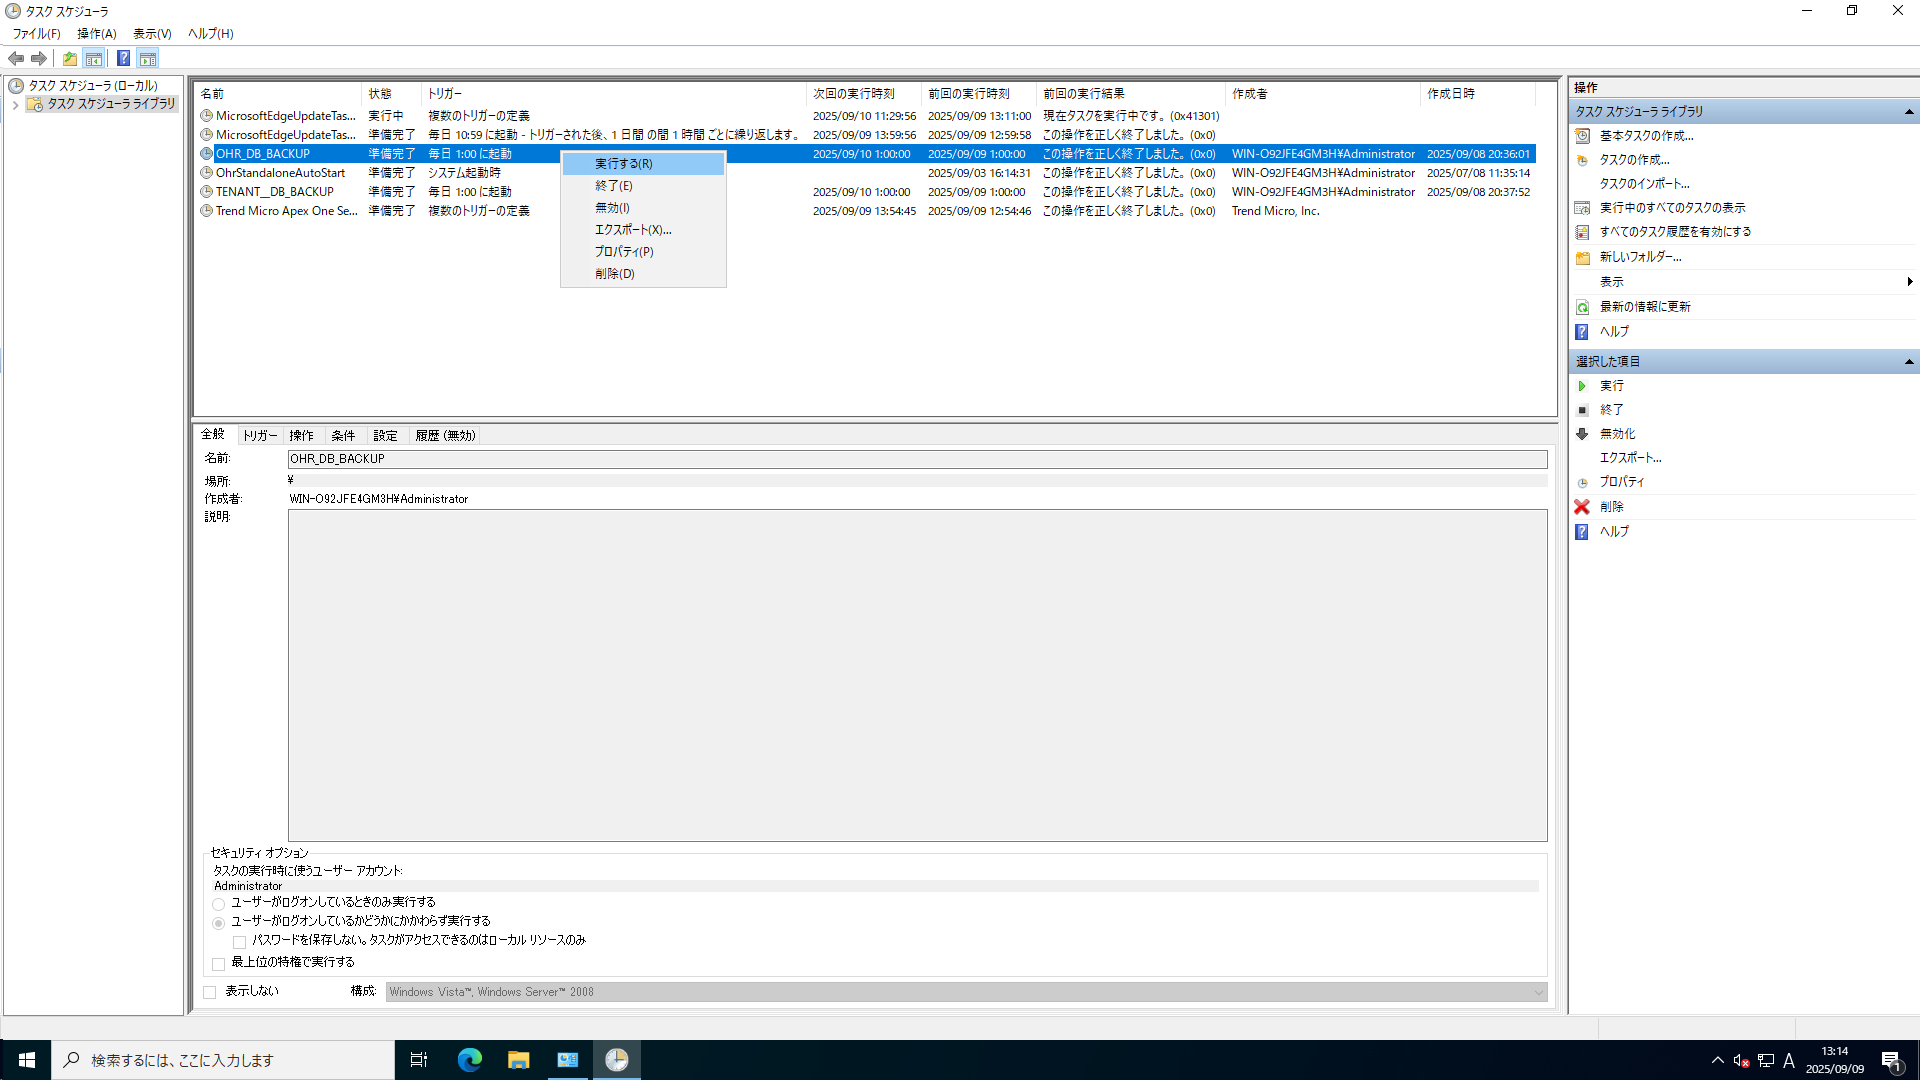 タスク スケジューラ
ファイル(F) 操作(A) 表示(V) ヘルプ(H)
タスク スケジューラ (ローカル)
タスク スケジューラ ライブラリ
名前 状態 トリガー 次回の実行時刻 前回の実行時刻 前回の実行結果 作成者 作成日時
MicrosoftEdgeUpdateTas... 実行中 複数のトリガーの定義 2025/09/10 11:29:56 2025/09/09 13:11:00 現在タスクを実行中です。 (0x41301)
MicrosoftEdgeUpdateTas... 準備完了 毎日 10:59 に起動 - トリガーされた後、1 日間 の間 1 時間 ごとに繰り返します。 2025/09/09 13:59:56 2025/09/09 12:59:58 この操作を正しく終了しました。 (0x0)
OHR_DB_BACKUP 準備完了 毎日 1:00 に起動 2025/09/10 1:00:00 2025/09/09 1:00:00 この操作を正しく終了しました。 (0x0) WIN-O92JFE4GM3H¥Administrator 2025/09/08 20:36:01
OhrStandaloneAutoStart 準備完了 システム起動時 2025/09/03 16:14:31 この操作を正しく終了しました。 (0x0) WIN-O92JFE4GM3H¥Administrator 2025/07/08 11:35:14
TENANT__DB_BACKUP 準備完了 毎日 1:00 に起動 2025/09/10 1:00:00 2025/09/09 1:00:00 この操作を正しく終了しました。 (0x0) WIN-O92JFE4GM3H¥Administrator 2025/09/08 20:37:52
Trend Micro Apex One Se... 準備完了 複数のトリガーの定義 2025/09/09 13:54:45 2025/09/09 12:54:46 この操作を正しく終了しました。 (0x0) Trend Micro, Inc.
実行する(R)
終了(E)
無効(I)
エクスポート(X)...
プロパティ(P)
削除(D)
全般 トリガー 操作 条件 設定 履歴 (無効)
名前: OHR_DB_BACKUP
場所: ¥
作成者: WIN-O92JFE4GM3H¥Administrator
説明:
セキュリティ オプション
タスクの実行時に使うユーザー アカウント:
Administrator
ユーザーがログオンしているときのみ実行する
ユーザーがログオンしているかどうかにかかわらず実行する
パスワードを保存しない。タスクがアクセスできるのはローカル リソースのみ
最上位の特権で実行する
表示しない 構成: Windows Vista™, Windows Server™ 2008
操作
タスク スケジューラ ライブラリ
基本タスクの作成...
タスクの作成...
タスクのインポート...
実行中のすべてのタスクの表示
すべてのタスク履歴を有効にする
新しいフォルダー...
表示
最新の情報に更新
ヘルプ
選択した項目
実行
終了
無効化
エクスポート...
プロパティ
削除
ヘルプ
検索するには、ここに入力します
A
13:14
2025/09/09
1